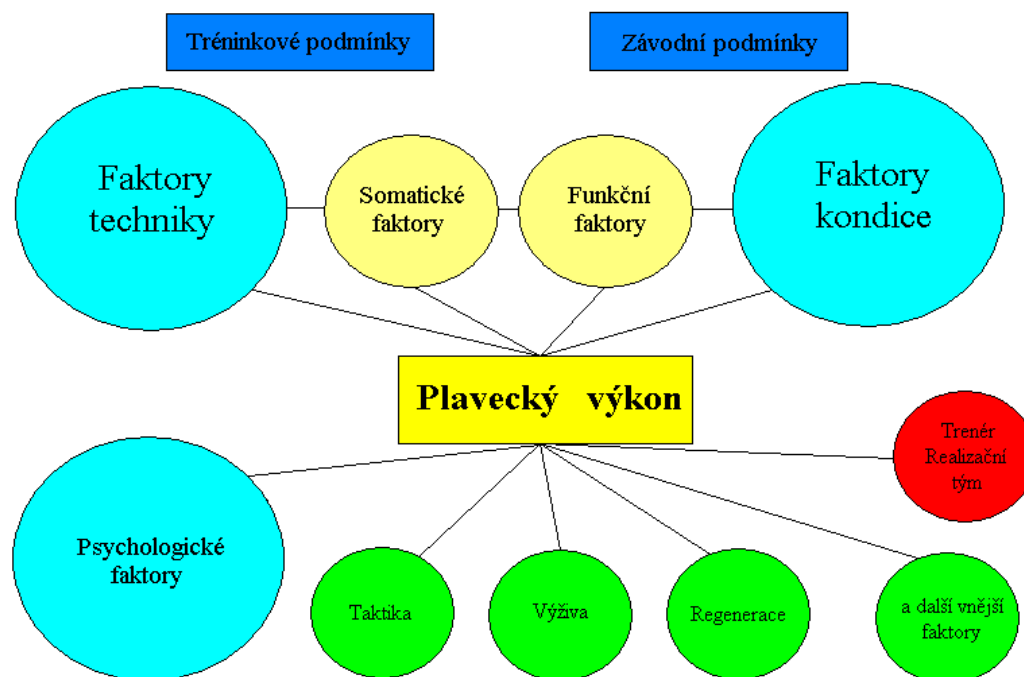 Tréninkové podmínky
Závodní podmínky
Faktory
techniky
Somatické
faktory
Funkční
faktory
Faktory
kondice
Plavecký výkon
Trenér
Realizační
tým
Psychologické
faktory
Taktika
Výživa
Regenerace
a další vnější
faktory